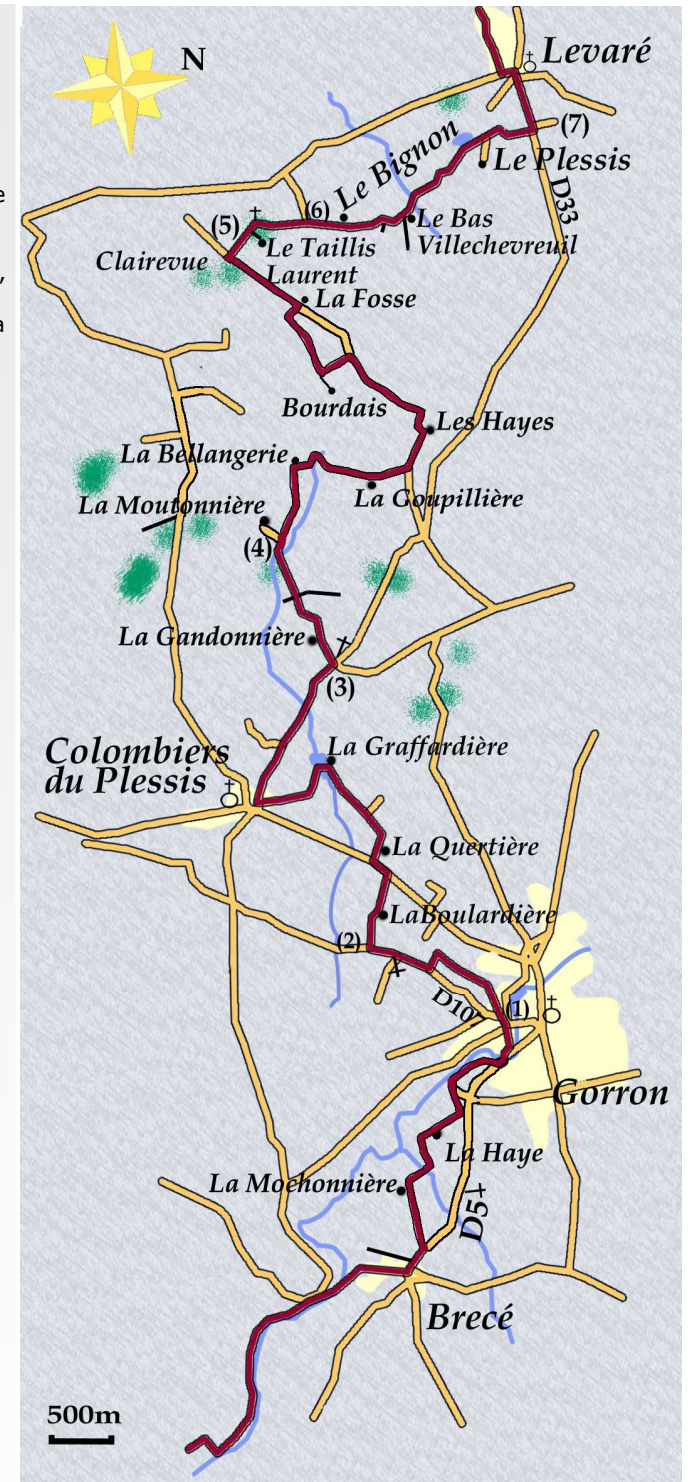 e
,
a
N
Levaré
(7)
Le Bignon
Le Plessis
D33
(6)
(5)
Le Bas
Villechevreuil
Le Taillis
Laurent
Clairevue
La Fosse
Bourdais
Les Hayes
La Bellangerie
La Goupillière
La Moutonnière
(4)
La Gandonnière
(3)
La Graffardière
Colombiers
du Plessis
La Quertière
LaBoulardière
(2)
D107
(1)
Gorron
La Haye
La Mochonnière
D5
Brecé
500m